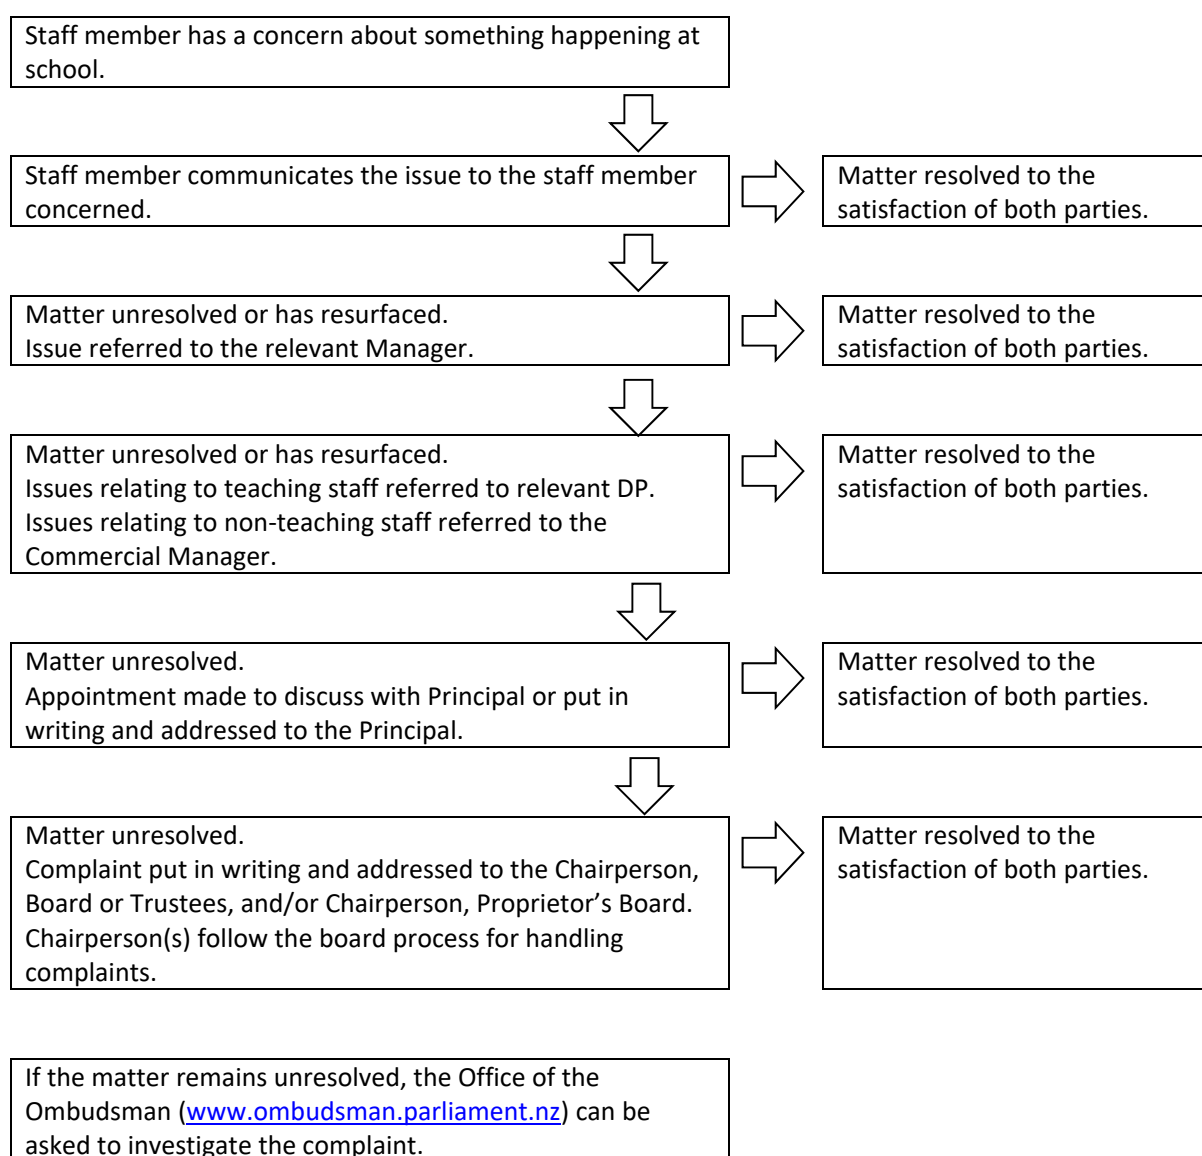 Staff member has a concern about something happening at
school.
Staff member communicates the issue to the staff member
concerned.
Matter resolved to the
satisfaction of both parties.
Matter unresolved or has resurfaced.
Issue referred to the relevant Manager.
Matter resolved to the
satisfaction of both parties.
Matter unresolved or has resurfaced.
Issues relating to teaching staff referred to relevant DP.
Issues relating to non-teaching staff referred to the
Commercial Manager.
Matter resolved to the
satisfaction of both parties.
Matter unresolved.
Appointment made to discuss with Principal or put in
writing and addressed to the Principal.
Matter resolved to the
satisfaction of both parties.
Matter unresolved.
Complaint put in writing and addressed to the Chairperson,
Board or Trustees, and/or Chairperson, Proprietor’s Board.
Chairperson(s) follow the board process for handling
complaints.
Matter resolved to the
satisfaction of both parties.
If the matter remains unresolved, the Office of the
Ombudsman (www.ombudsman.parliament.nz) can be
asked to investigate the complaint.